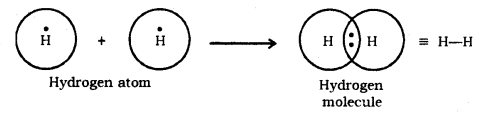 H + H H H ≡ H—H
Hydrogen atom Hydrogen
molecule